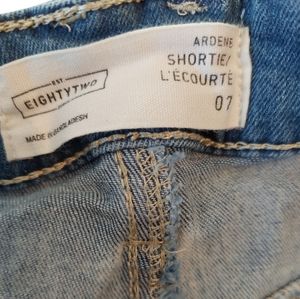 EST
EIGHTYTWO
MADE IN BANGLADESH
ARDENE
SHORTIE/
L'ÉCOURTÉ
07